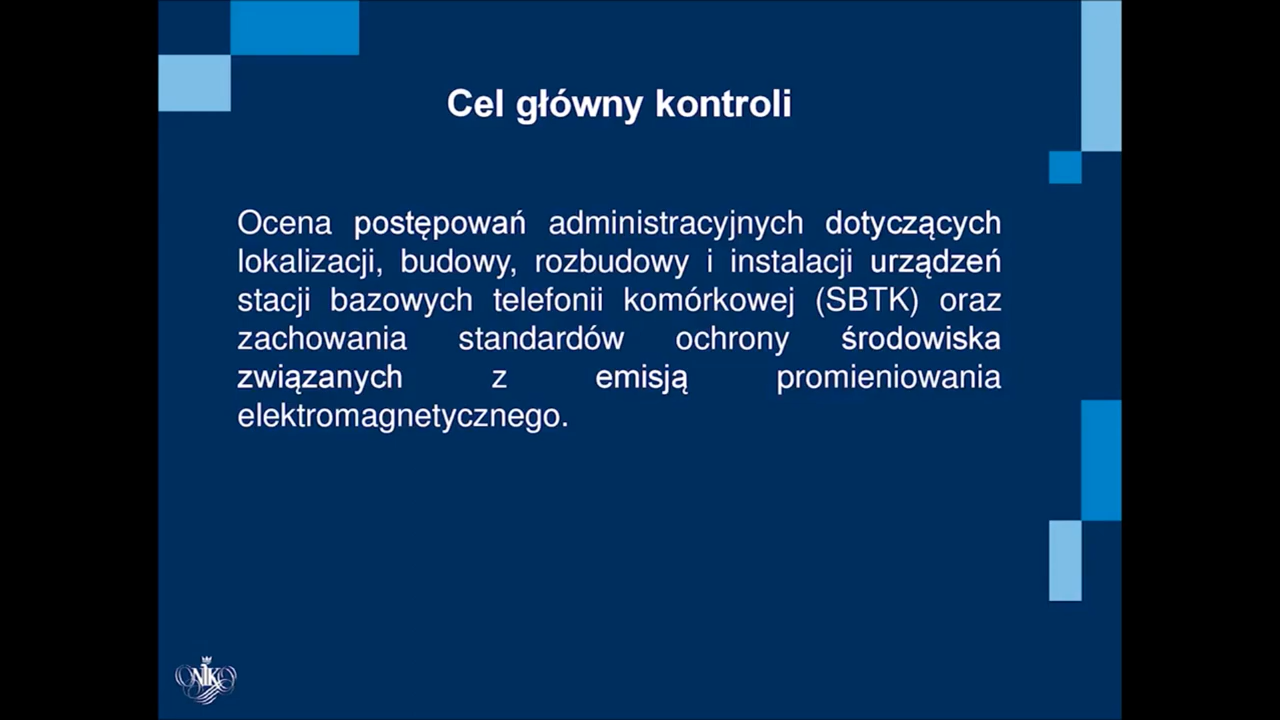 Cel główny kontroli
Ocena postępowań administracyjnych dotyczących
lokalizacji, budowy, rozbudowy i instalacji urządzeń
stacji bazowych telefonii komórkowej (SBTK) oraz
zachowania standardów ochrony środowiska
związanych z emisją promieniowania
elektromagnetycznego.
NIK